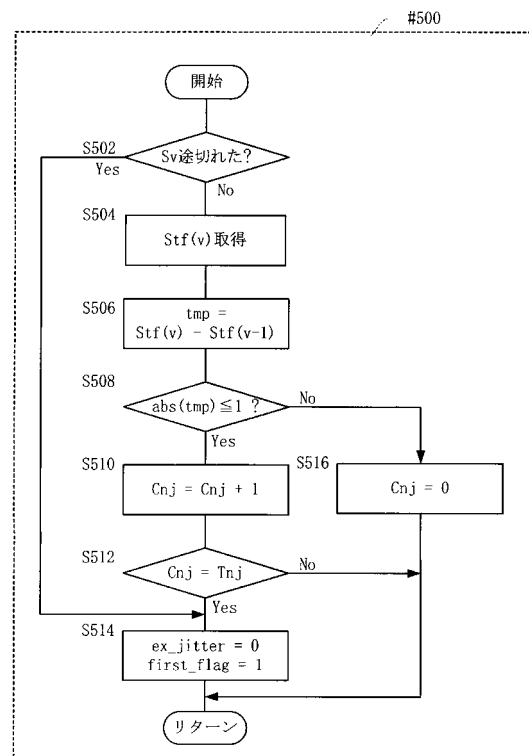 #500
開始
S502
Sv途切れた?
Yes
No
S504
Stf(v)取得
S506
tmp =
Stf(v) - Stf(v-1)
S508
abs(tmp)≦1 ?
No
Yes
S510
Cnj = Cnj + 1
S516
Cnj = 0
S512
Cnj = Tnj
No
Yes
S514
ex_jitter = 0
first_flag = 1
リターン